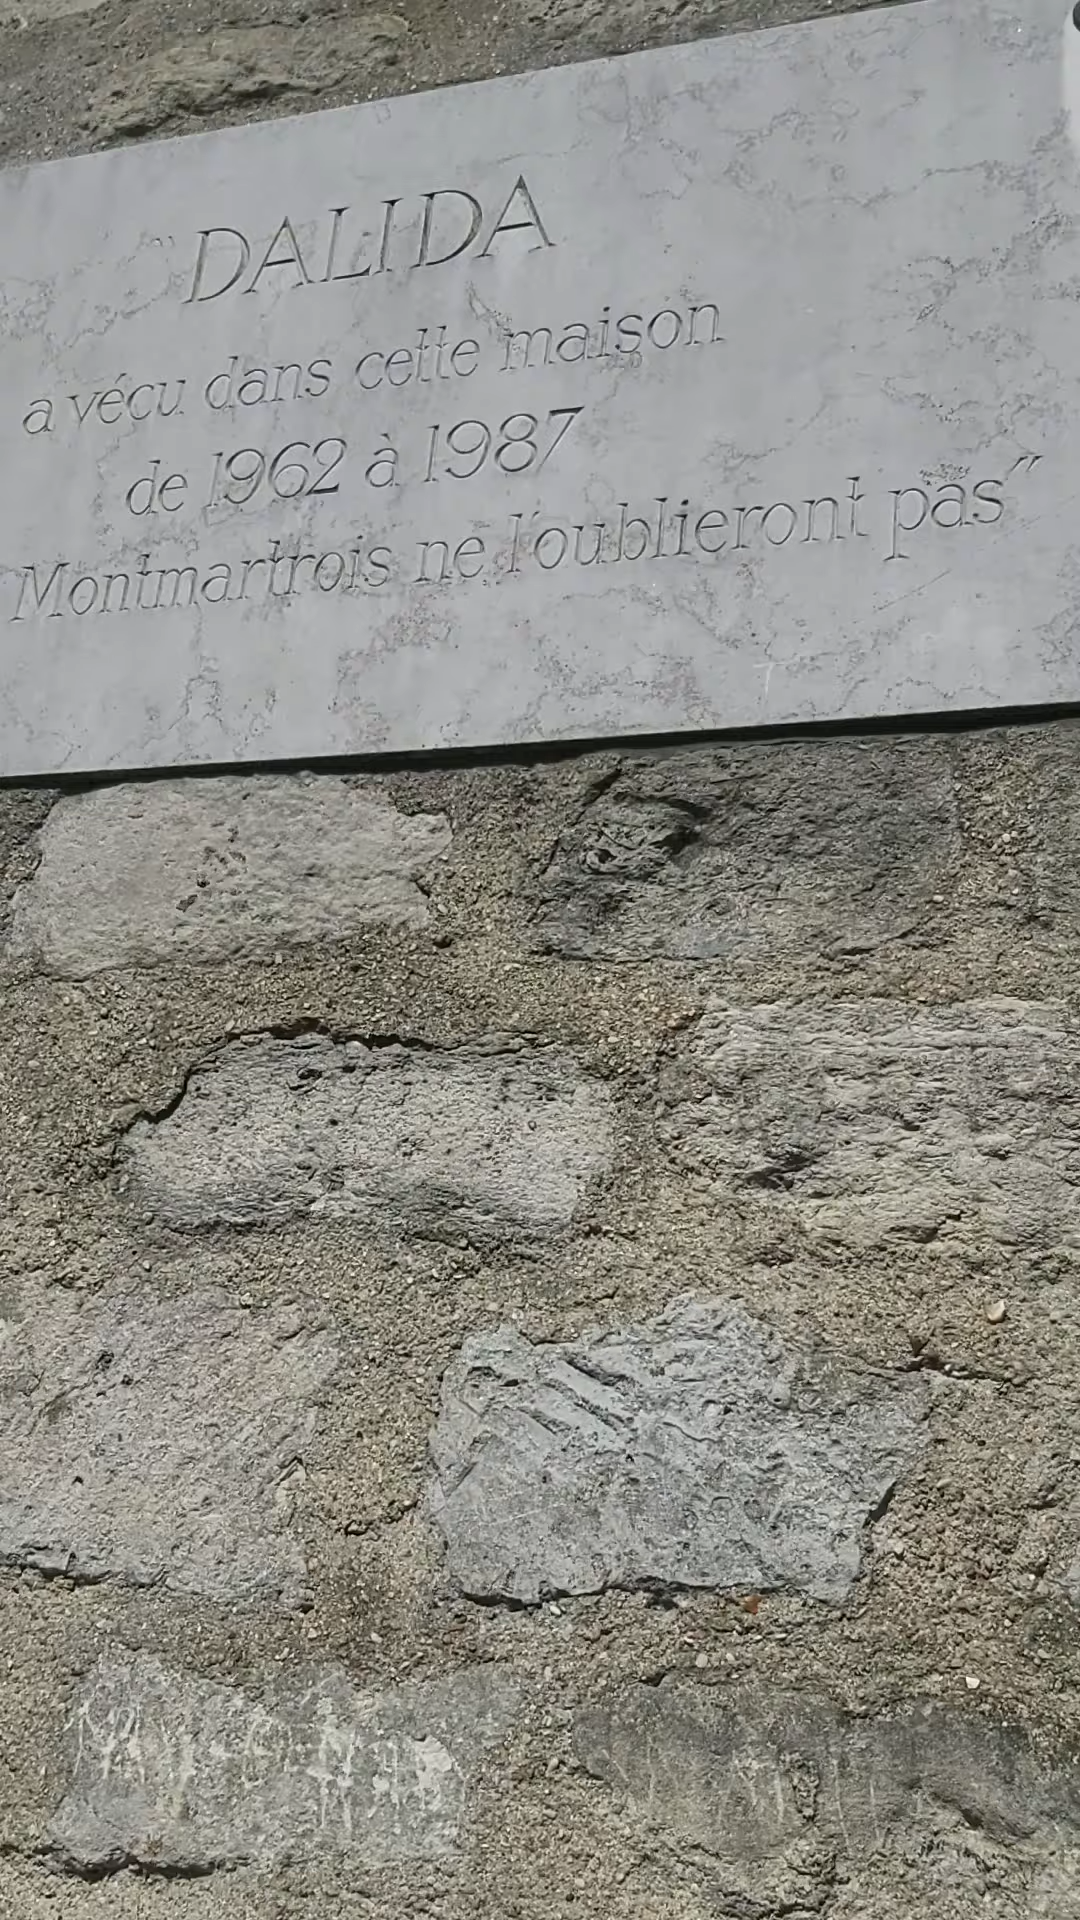 DALIDA
a vécu dans cette maison
de 1962 à 1987
Montmartrois ne l'oublieront pas"